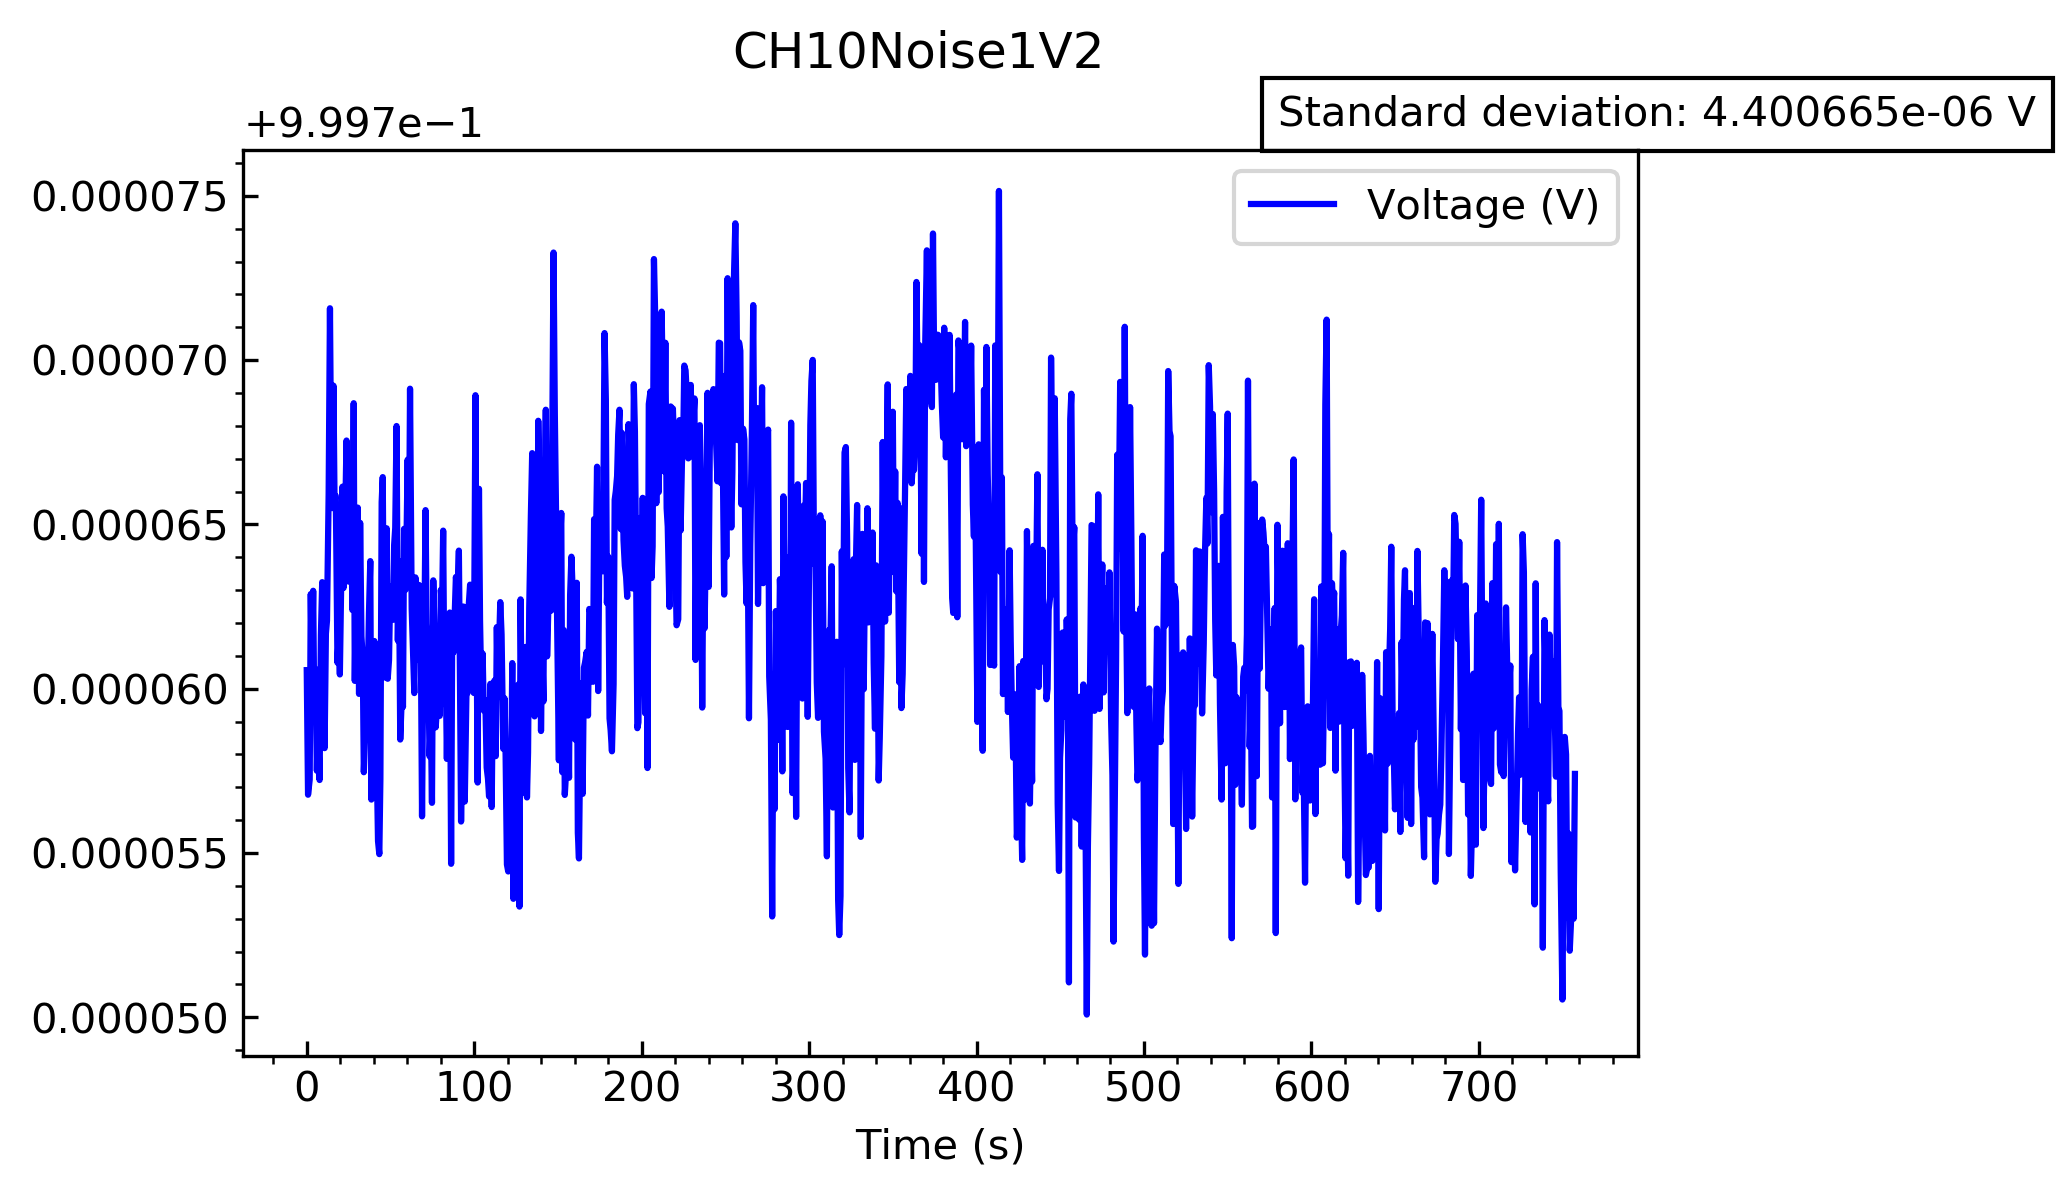 CH10Noise1V2
Standard deviation: 4.400665e-06 V
+9.997e−1
Voltage (V)
0.000075
0.000070
0.000065
0.000060
0.000055
0.000050
0 100 200 300 400 500 600 700
Time (s)